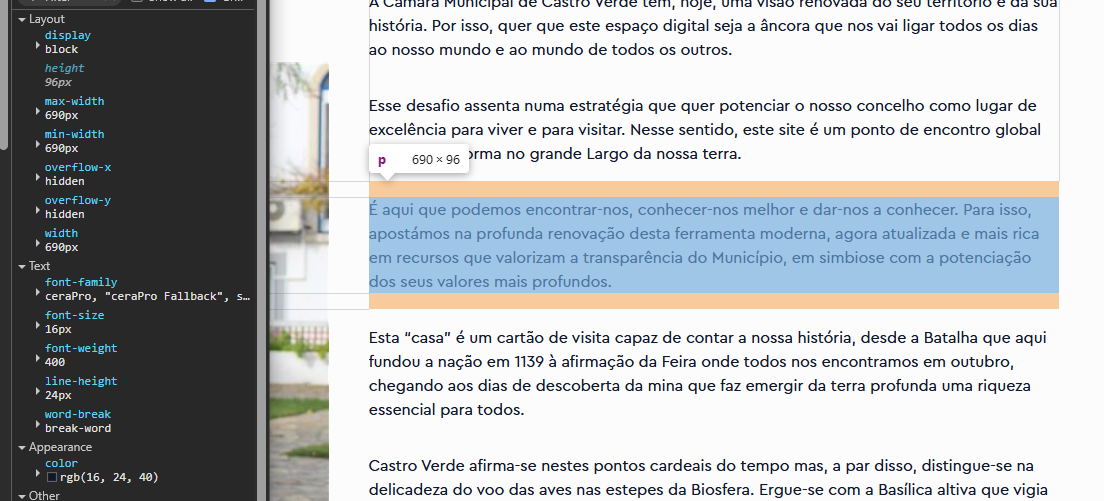 Layout
display
block
height
96px
max-width
690px
min-width
690px
overflow-x
hidden
overflow-y
hidden
width
690px
Text
font-family
ceraPro, "ceraPro Fallback", s…
font-size
16px
font-weight
400
line-height
24px
word-break
break-word
Appearance
color
rgb(16, 24, 40)
Other
A Câmara Municipal de Castro Verde tem, hoje, uma visão renovada do seu território e da sua
história. Por isso, quer que este espaço digital seja a âncora que nos vai ligar todos os dias
ao nosso mundo e ao mundo de todos os outros.
Esse desafio assenta numa estratégia que quer potenciar o nosso concelho como lugar de
excelência para viver e para visitar. Nesse sentido, este site é um ponto de encontro global
p 690 × 96
orma no grande Largo da nossa terra.
É aqui que podemos encontrar-nos, conhecer-nos melhor e dar-nos a conhecer. Para isso,
apostámos na profunda renovação desta ferramenta moderna, agora atualizada e mais rica
em recursos que valorizam a transparência do Município, em simbiose com a potenciação
dos seus valores mais profundos.
Esta “casa” é um cartão de visita capaz de contar a nossa história, desde a Batalha que aqui
fundou a nação em 1139 à afirmação da Feira onde todos nos encontramos em outubro,
chegando aos dias de descoberta da mina que faz emergir da terra profunda uma riqueza
essencial para todos.
Castro Verde afirma-se nestes pontos cardeais do tempo mas, a par disso, distingue-se na
delicadeza do voo das aves nas estepes da Biosfera. Ergue-se com a Basílica altiva que vigia